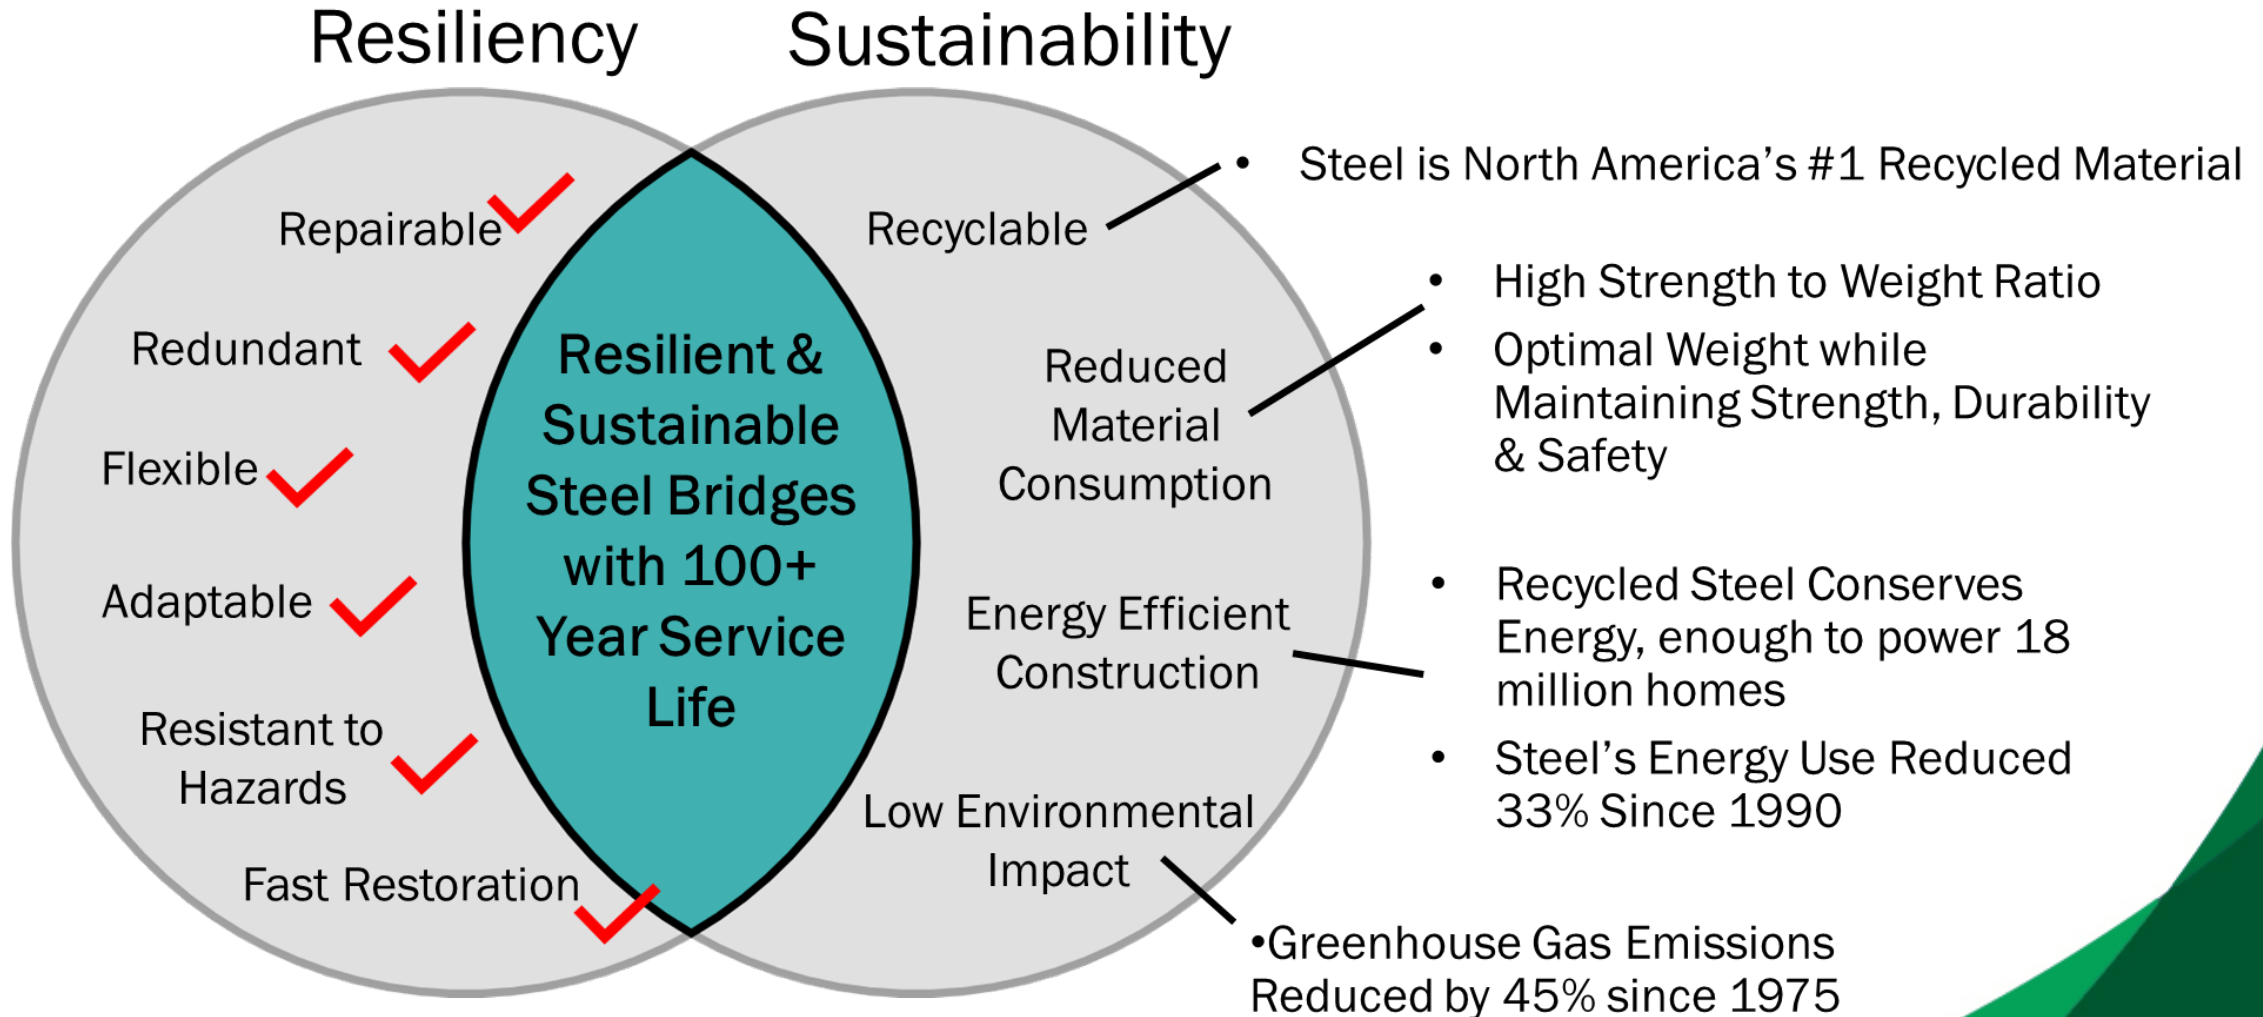 Resiliency
Sustainability
Repairable
Redundant
Flexible
Adaptable
Resistant to
Hazards
Fast Restoration
Resilient &
Sustainable
Steel Bridges
with 100+
Year Service
Life
Recyclable
Reduced
Material
Consumption
Energy Efficient
Construction
Low Environmental
Impact
• Steel is North America’s #1 Recycled Material
• High Strength to Weight Ratio
• Optimal Weight while
Maintaining Strength, Durability
& Safety
• Recycled Steel Conserves
Energy, enough to power 18
million homes
• Steel’s Energy Use Reduced
33% Since 1990
•Greenhouse Gas Emissions
Reduced by 45% since 1975